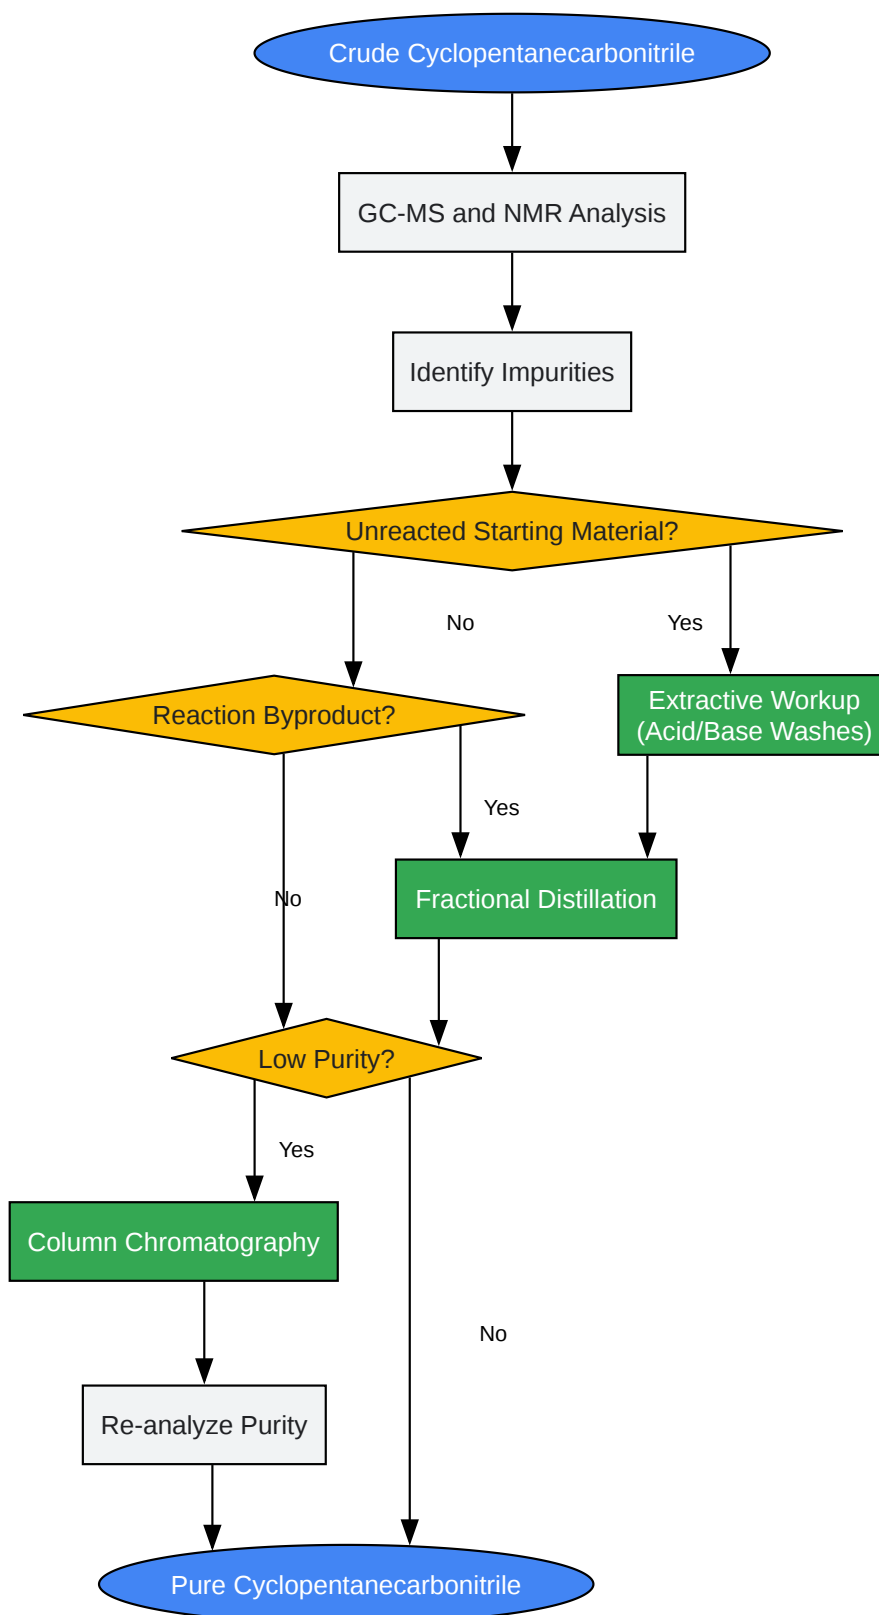 Crude Cyclopentanecarbonitrile
GC-MS and NMR Analysis
Identify Impurities
Unreacted Starting Material?
No
Yes
Reaction Byproduct?
Extractive Workup
(Acid/Base Washes)
Yes
No
Fractional Distillation
Low Purity?
Yes
Column Chromatography
No
Re-analyze Purity
Pure Cyclopentanecarbonitrile